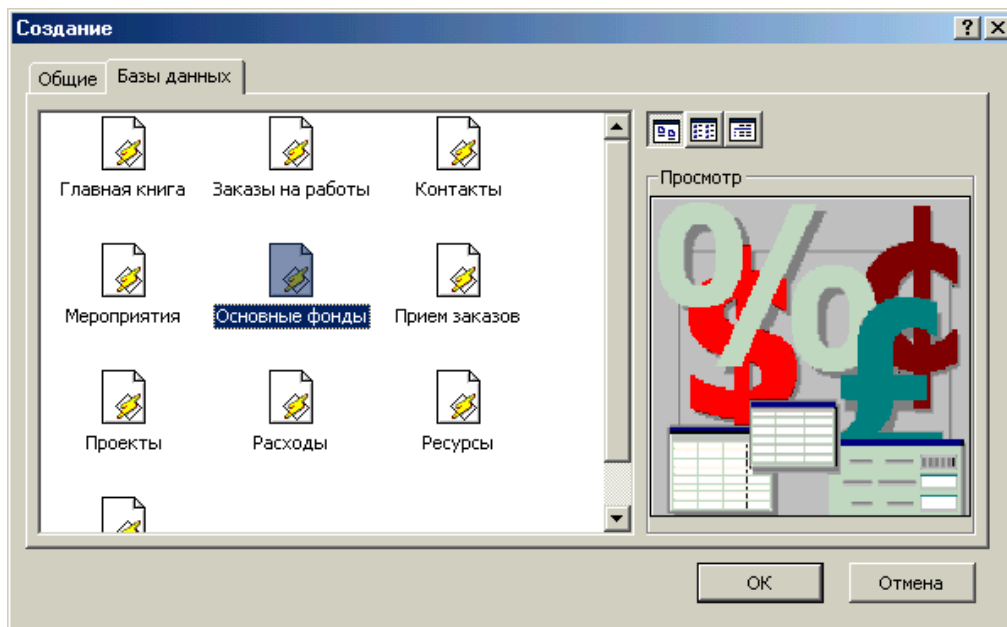 Создание
Общие
Базы данных
Главная книга
Заказы на работы
Контакты
Мероприятия
Основные фонды
Прием заказов
Проекты
Расходы
Ресурсы
Просмотр
ОК
Отмена